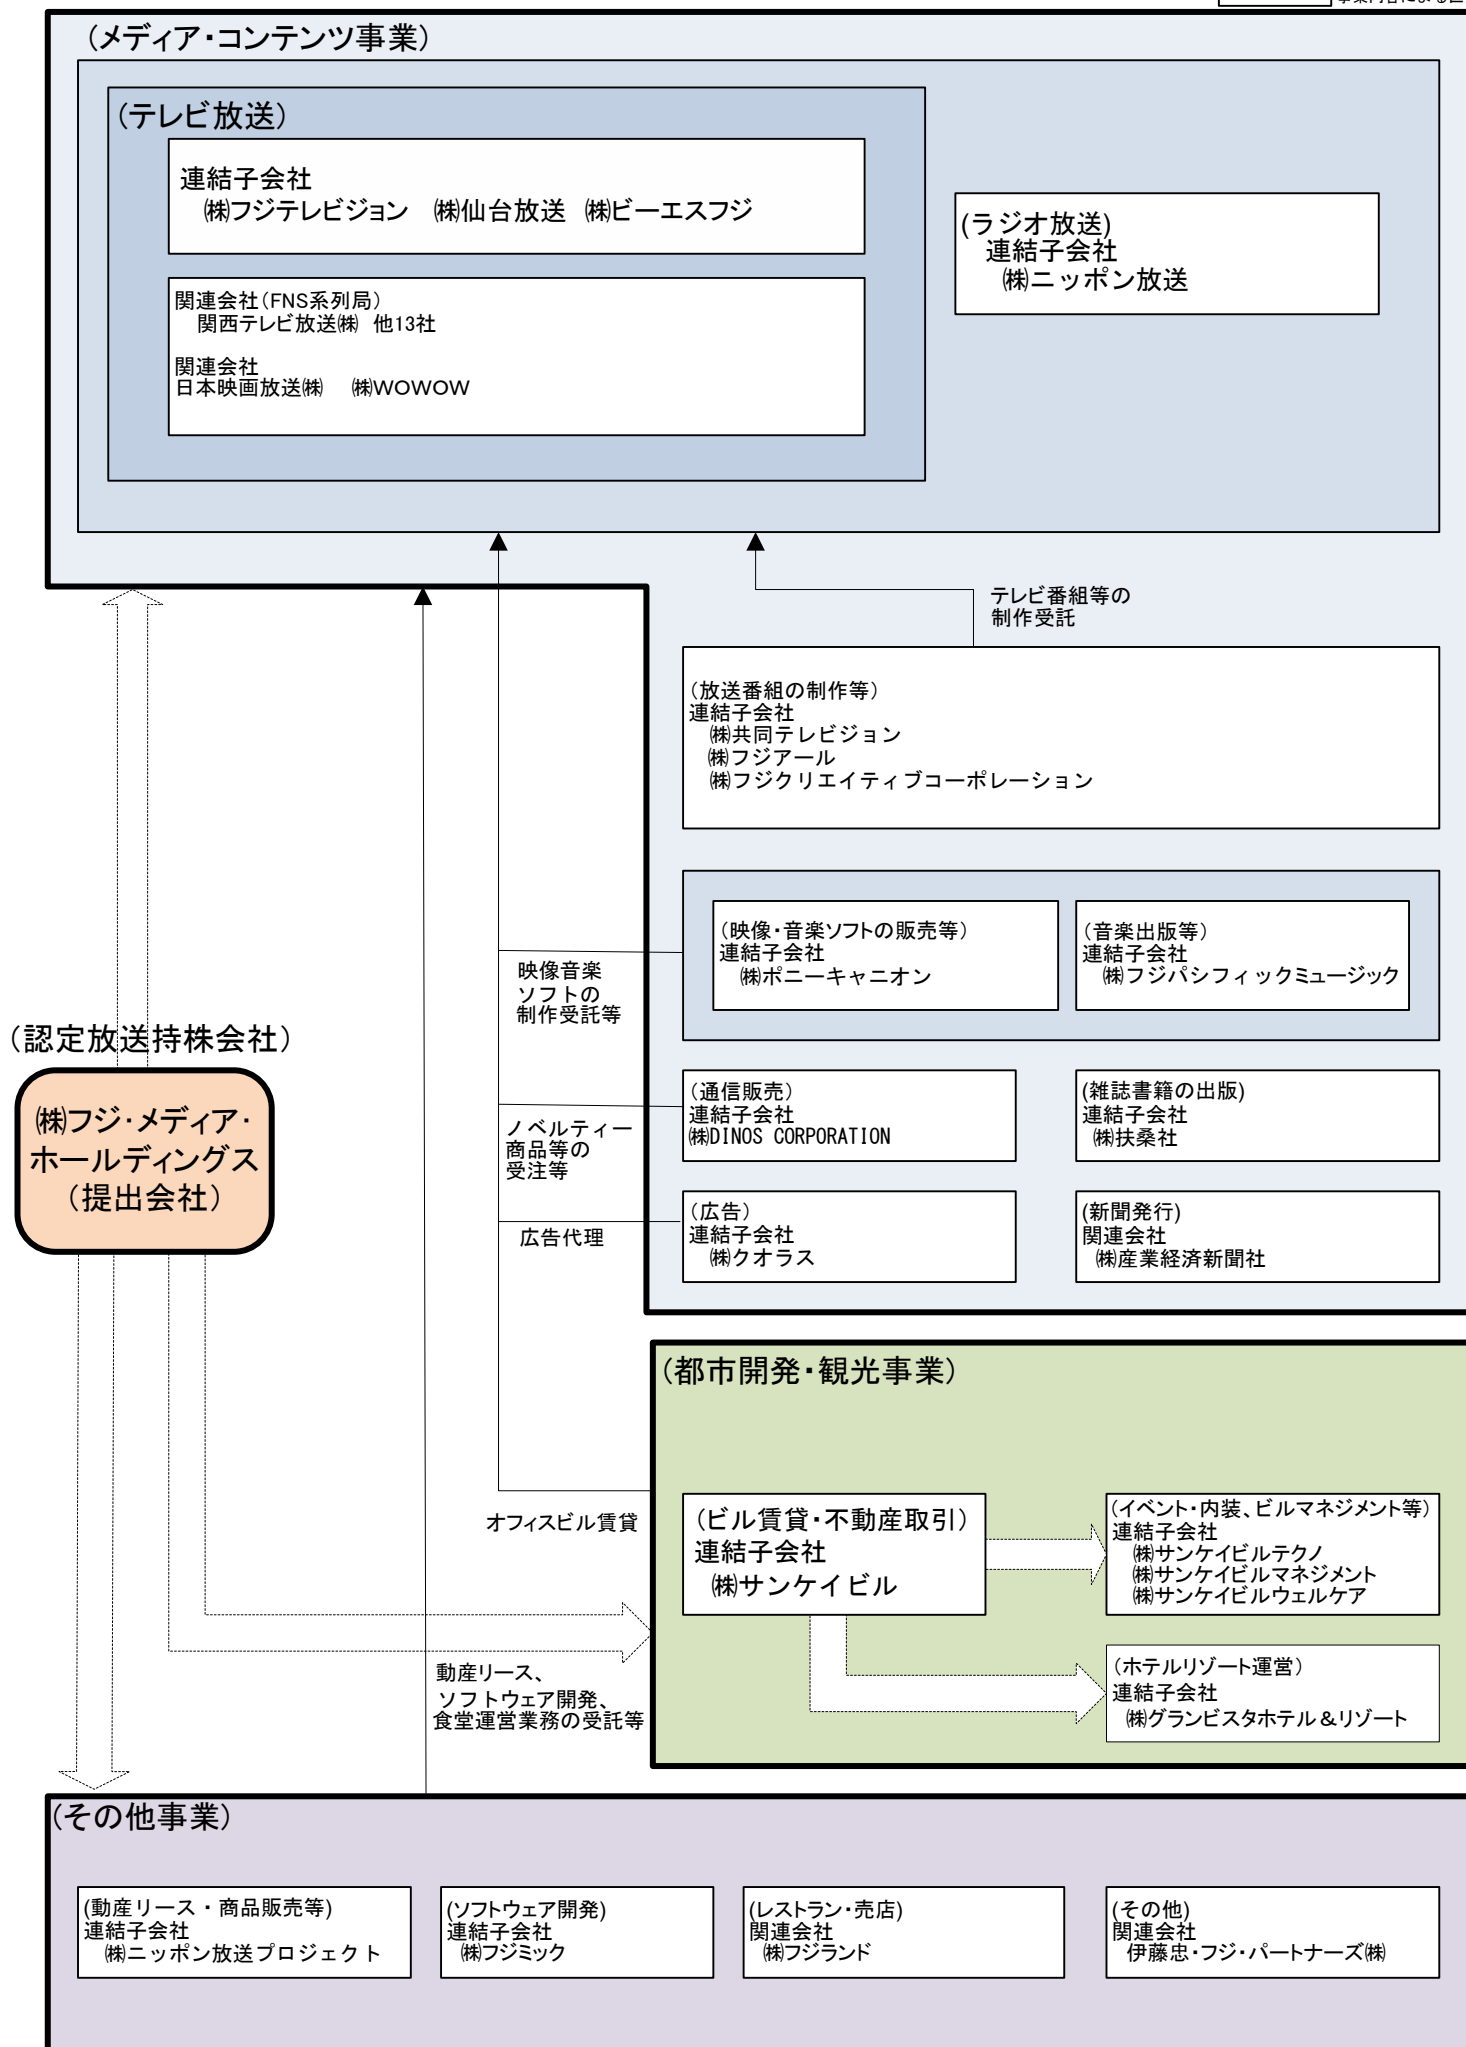 （メディア・コンテンツ事業）
（テレビ放送）
連結子会社
㈱フジテレビジョン　㈱仙台放送　㈱ビーエスフジ
関連会社（FNS系列局）
関西テレビ放送㈱　他13社
関連会社
日本映画放送㈱　㈱WOWOW
(ラジオ放送)
連結子会社
㈱ニッポン放送
テレビ番組等の
制作受託
（放送番組の制作等）
連結子会社
㈱共同テレビジョン
㈱フジアール
㈱フジクリエイティブコーポレーション
（映像・音楽ソフトの販売等）
連結子会社
㈱ポニーキャニオン
（音楽出版等）
連結子会社
㈱フジパシフィックミュージック
映像音楽
ソフトの
制作受託等
（認定放送持株会社）
㈱フジ・メディア・
ホールディングス
（提出会社）
（通信販売）
連結子会社
㈱DINOS CORPORATION
(雑誌書籍の出版)
連結子会社
㈱扶桑社
ノベルティー
商品等の
受注等
（広告）
連結子会社
㈱クオラス
(新聞発行)
関連会社
㈱産業経済新聞社
広告代理
（都市開発・観光事業）
オフィスビル賃貸
（ビル賃貸・不動産取引）
連結子会社
㈱サンケイビル
（イベント・内装、ビルマネジメント等）
連結子会社
㈱サンケイビルテクノ
㈱サンケイビルマネジメント
㈱サンケイビルウェルケア
（ホテルリゾート運営）
連結子会社
㈱グランビスタホテル＆リゾート
動産リース、
ソフトウェア開発、
食堂運営業務の受託等
（その他事業）
(動産リース・商品販売等)
連結子会社
㈱ニッポン放送プロジェクト
(ソフトウェア開発)
連結子会社
㈱フジミック
(レストラン・売店)
関連会社
㈱フジランド
(その他)
関連会社
伊藤忠・フジ・パートナーズ㈱